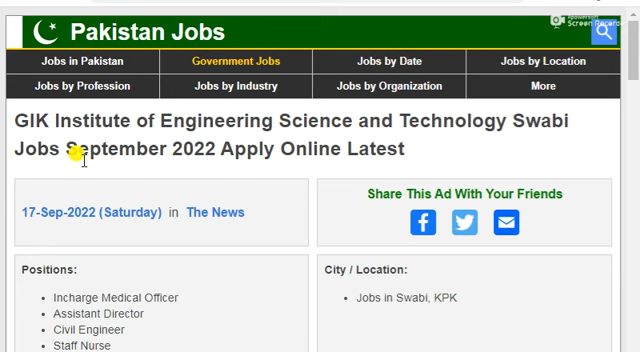 Pakistan Jobs
Apowersoft
Screen Recorder
Jobs in Pakistan
Government Jobs
Jobs by Date
Jobs by Location
Jobs by Profession
Jobs by Industry
Jobs by Organization
More
GIK Institute of Engineering Science and Technology Swabi
Jobs September 2022 Apply Online Latest
17-Sep-2022 (Saturday) in The News
Share This Ad With Your Friends
Positions:
• Incharge Medical Officer
• Assistant Director
• Civil Engineer
• Staff Nurse
City / Location:
• Jobs in Swabi, KPK